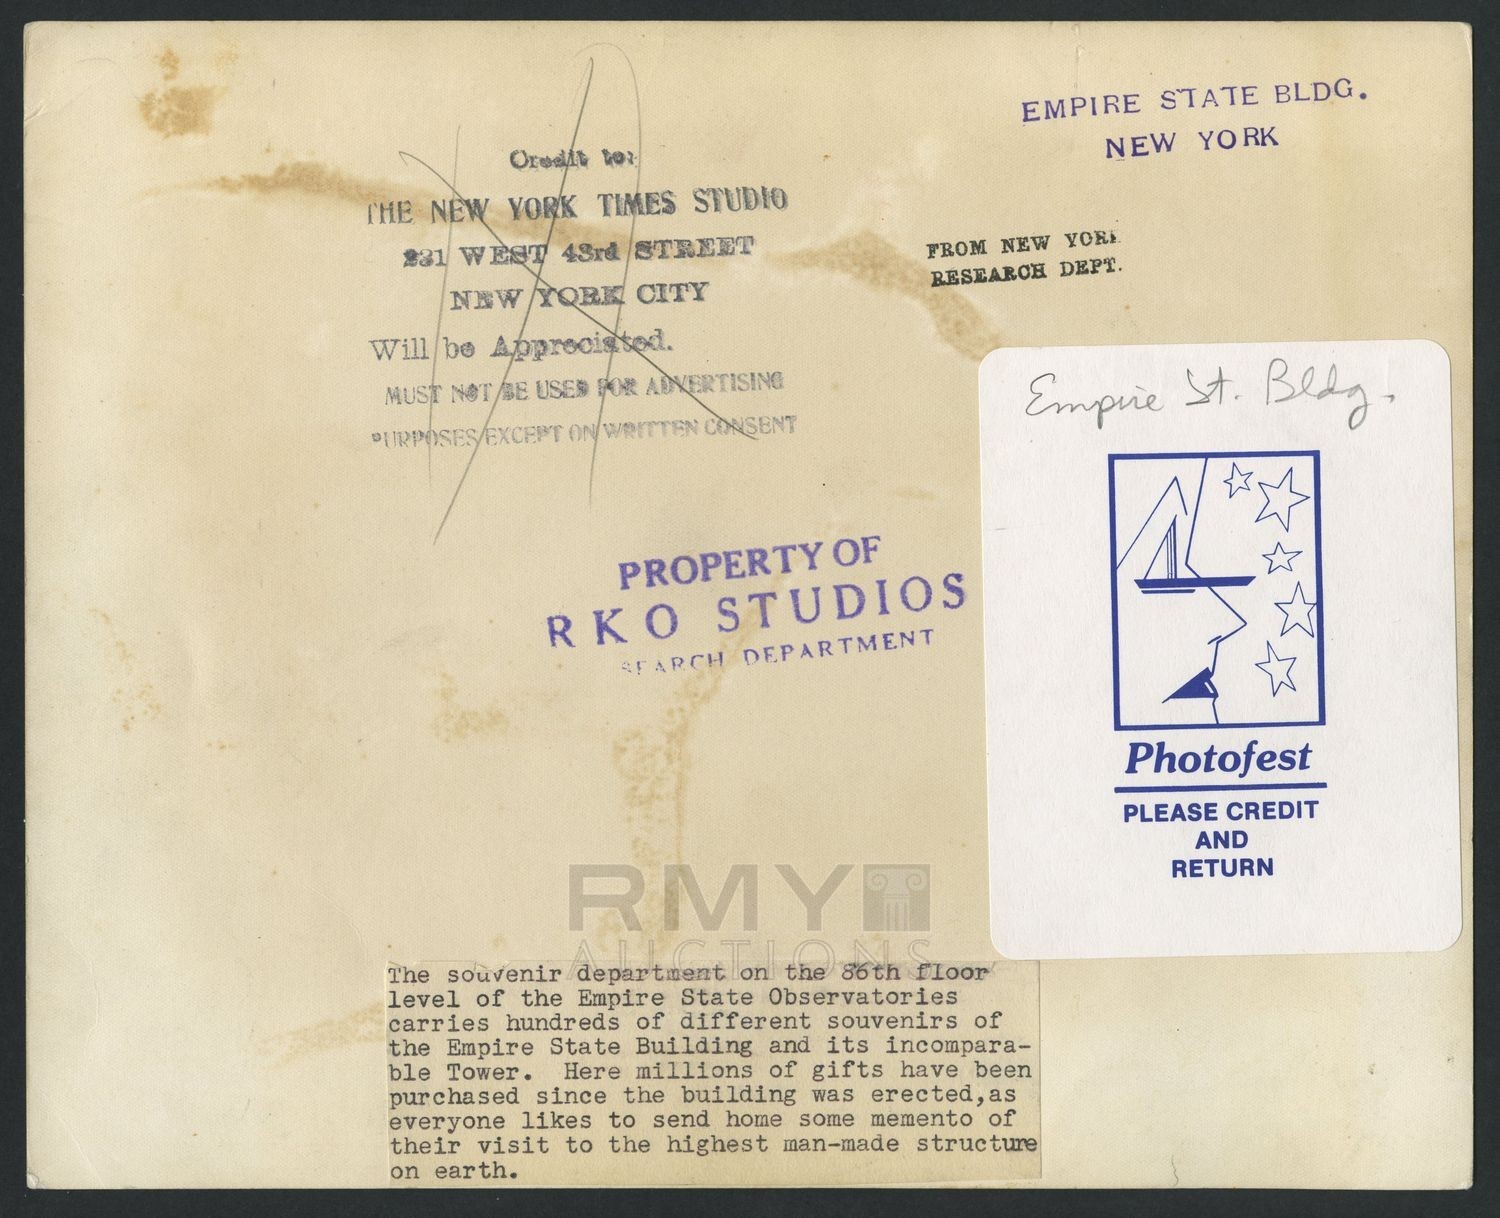 EMPIRE STATE BLDG.
NEW YORK
Credit to:
THE NEW YORK TIMES STUDIO
221 WEST 43rd STREET
NEW YORK CITY
Will be Appreciated.
MUST NOT BE USED FOR ADVERTISING
PURPOSES EXCEPT ON WRITTEN CONSENT
FROM NEW YORK
RESEARCH DEPT.
Empire St. Bldg.
Photofest
PLEASE CREDIT
AND
RETURN
PROPERTY OF
RKO STUDIOS
SEARCH DEPARTMENT
RMY
AUCTIONS
The souvenir department on the 86th floor
level of the Empire State Observatories
carries hundreds of different souvenirs of
the Empire State Building and its incompara-
ble Tower. Here millions of gifts have been
purchased since the building was erected,as
everyone likes to send home some memento of
their visit to the highest man-made structure
on earth.